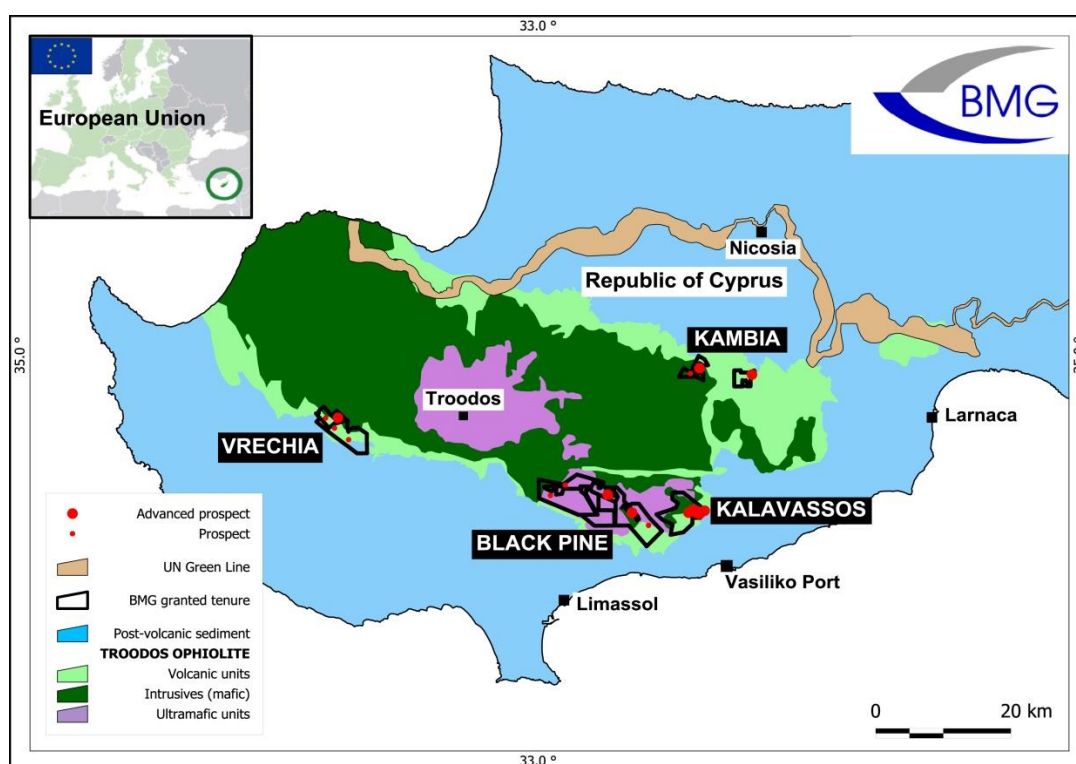 33.0 °
European Union
BMG
Nicosia
Republic of Cyprus
35.0 °
KAMBIA
Troodos
Larnaca
VRECHIA
KALAVASSOS
BLACK PINE
Vasiliko Port
Limassol
Advanced prospect
Prospect
UN Green Line
BMG granted tenure
Post-volcanic sediment
TROODOS OPHIOLITE
Volcanic units
Intrusives (mafic)
Ultramafic units
0 20 km
33.0 °